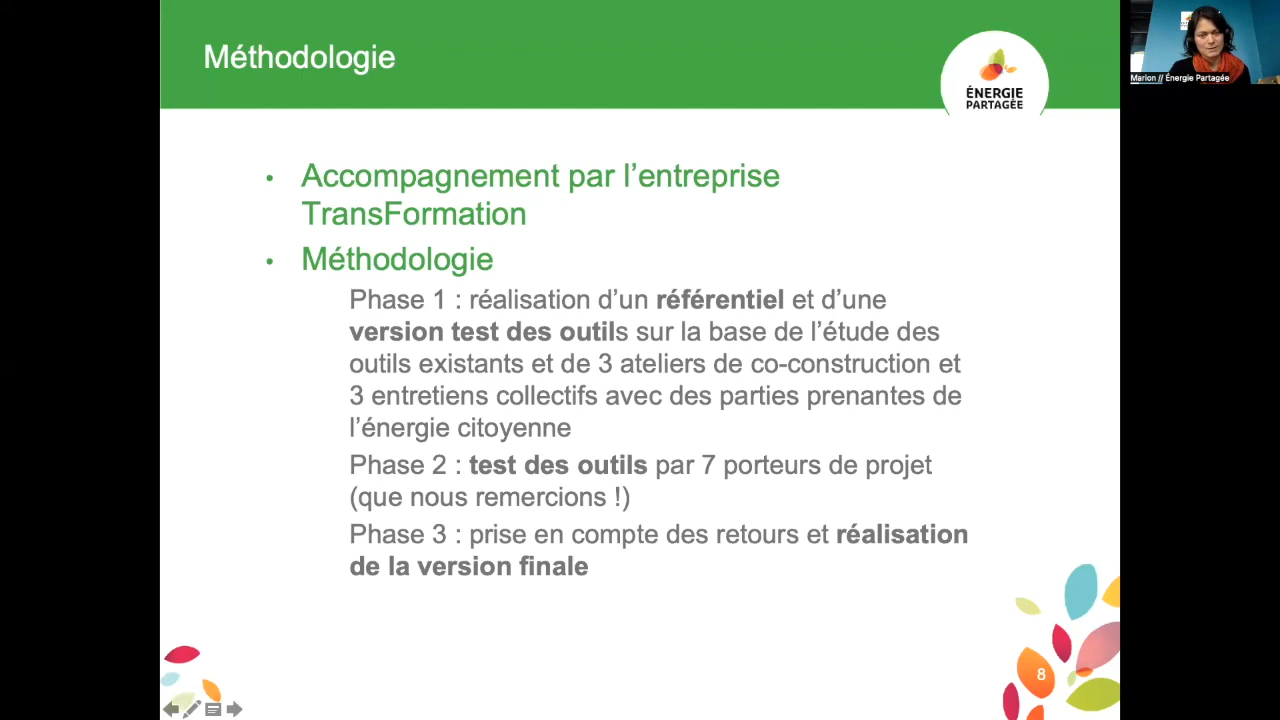 Méthodologie
ÉNERGIE
PARTAGÉE
Marion // Énergie Partagée
• Accompagnement par l’entreprise
TransFormation
• Méthodologie
Phase 1 : réalisation d’un référentiel et d’une
version test des outils sur la base de l’étude des
outils existants et de 3 ateliers de co-construction et
3 entretiens collectifs avec des parties prenantes de
l’énergie citoyenne
Phase 2 : test des outils par 7 porteurs de projet
(que nous remercions !)
Phase 3 : prise en compte des retours et réalisation
de la version finale
8